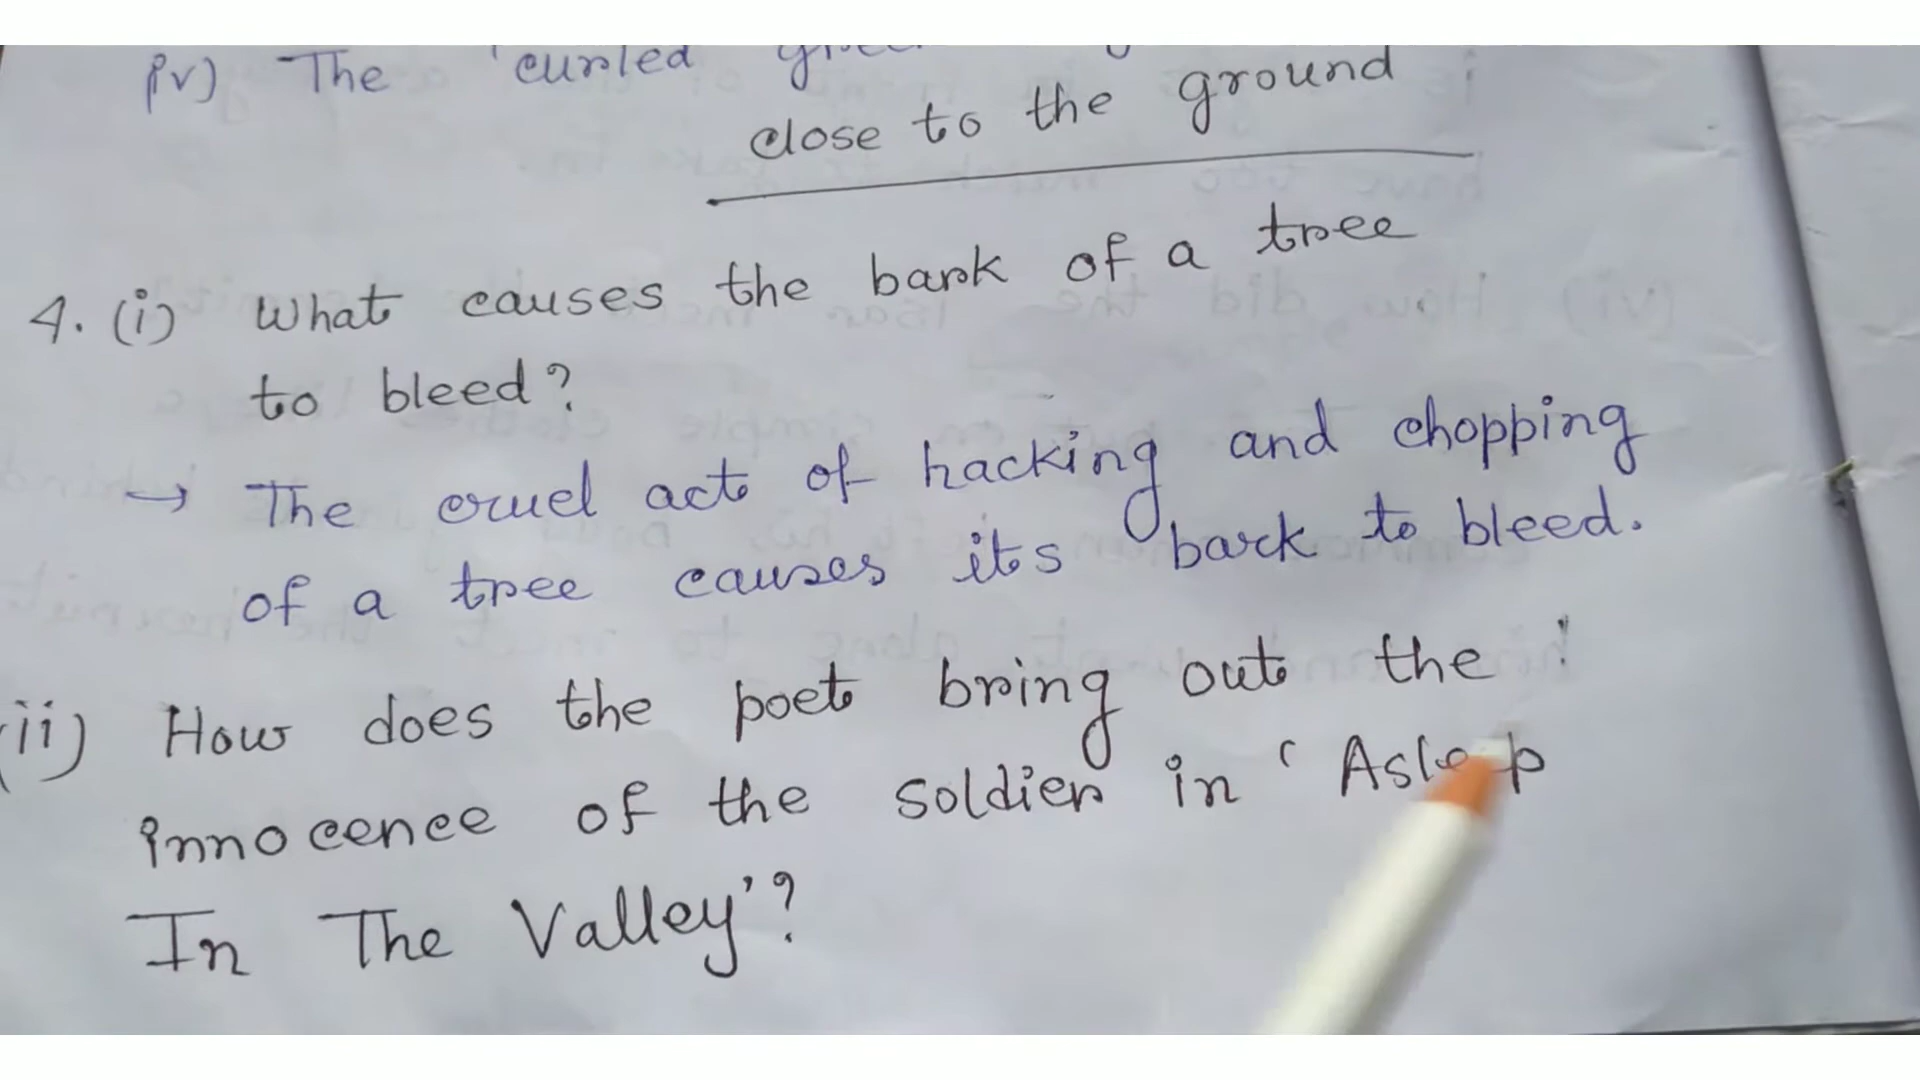 iv) The 'curled
close to the ground
4. (i) What causes the bark of a tree
to bleed?
→ The cruel act of hacking and chopping
of a tree causes its bark to bleed.
ii) How does the poet bring out the
innocence of the soldier in 'Asleep
In The Valley'?